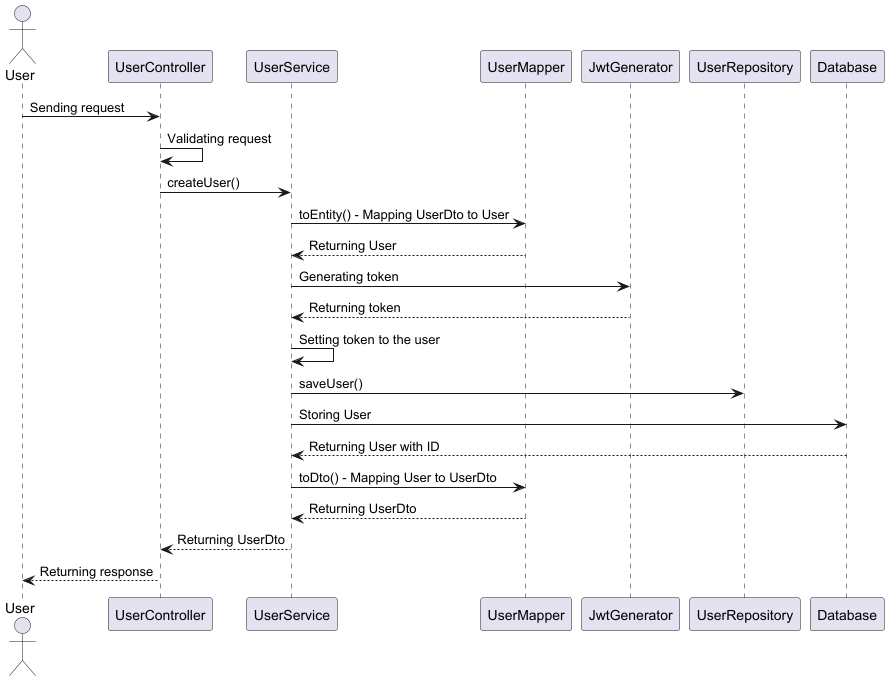 User
UserController
UserService
UserMapper
JwtGenerator
UserRepository
Database
Sending request
Validating request
createUser()
toEntity() - Mapping UserDto to User
Returning User
Generating token
Returning token
Setting token to the user
saveUser()
Storing User
Returning User with ID
toDto() - Mapping User to UserDto
Returning UserDto
Returning UserDto
Returning response
User
UserController
UserService
UserMapper
JwtGenerator
UserRepository
Database